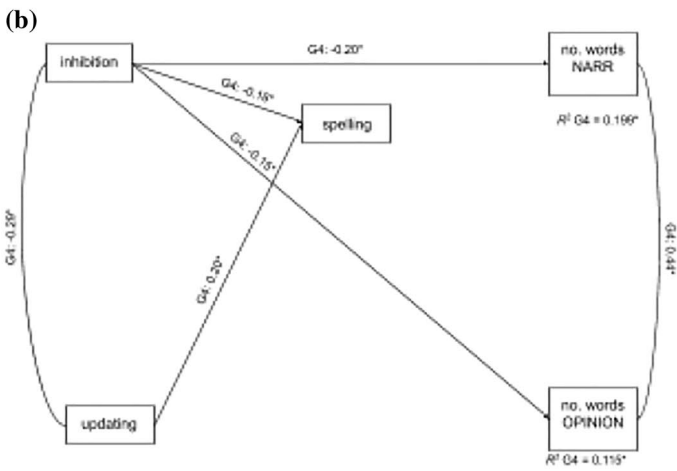 (b)
inhibition
G4: -0.20*
no. words
NARR
G4: -0.18*
spelling
R² G4 = 0.199*
G4: -0.15*
G4: -0.29*
G4: 0.20*
G4: 0.44*
updating
no. words
OPINION
R² G4 = 0.115*